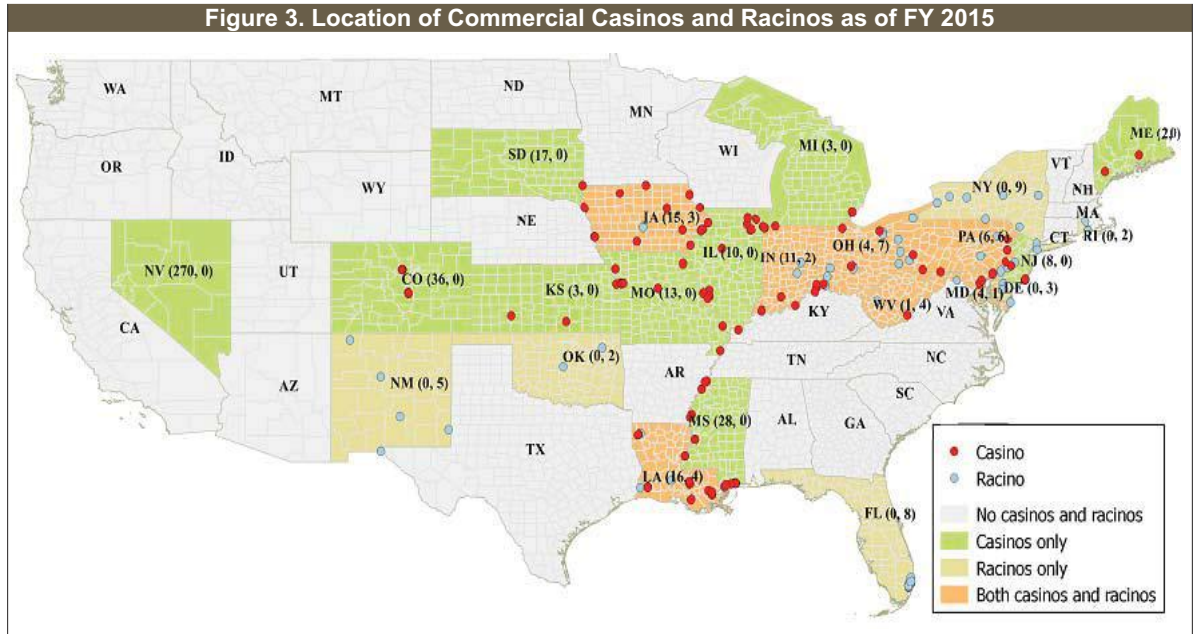 Figure 3. Location of Commercial Casinos and Racinos as of FY 2015
WA
MT
ND
MN
ME (2,0)
OR
ID
SD (17, 0)
WI
MI (3, 0)
VT
NH
NY (0, 9)
WY
MA
RI (0, 2)
CT
NE
IA (15, 3)
PA (6, 6)
NV (270, 0)
UT
CO (36, 0)
IL (10, 0)
IN (11, 2)
OH (4, 7)
NJ (8, 0)
KS (3, 0)
MO (13, 0)
WV (1, 4)
MD (4, 1)
DE (0, 3)
VA
CA
KY
AZ
NM (0, 5)
OK (0, 2)
AR
TN
NC
SC
TX
MS (28, 0)
AL
GA
LA (16, 4)
FL (0, 8)
Casino
Racino
No casinos and racinos
Casinos only
Racinos only
Both casinos and racinos